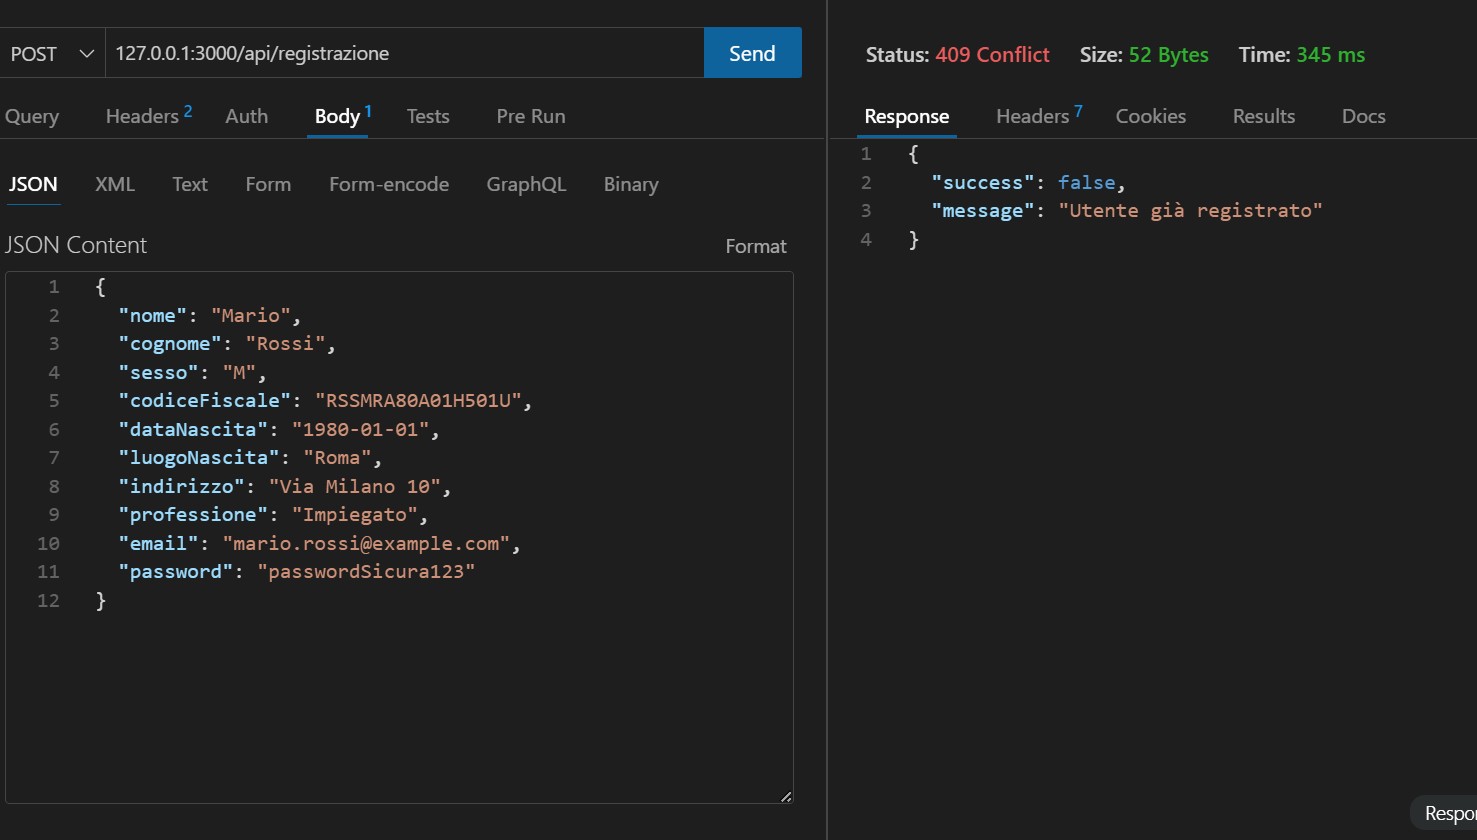 POST 127.0.0.1:3000/api/registrazione Send
Query Headers 2 Auth Body 1 Tests Pre Run
JSON XML Text Form Form-encode GraphQL Binary
JSON Content Format
1 {
2 "nome": "Mario",
3 "cognome": "Rossi",
4 "sesso": "M",
5 "codiceFiscale": "RSSMRA80A01H501U",
6 "dataNascita": "1980-01-01",
7 "luogoNascita": "Roma",
8 "indirizzo": "Via Milano 10",
9 "professione": "Impiegato",
10 "email": "mario.rossi@example.com",
11 "password": "passwordSicura123"
12 }
Status: 409 Conflict Size: 52 Bytes Time: 345 ms
Response Headers 7 Cookies Results Docs
1 {
2 "success": false,
3 "message": "Utente già registrato"
4 }
Respo